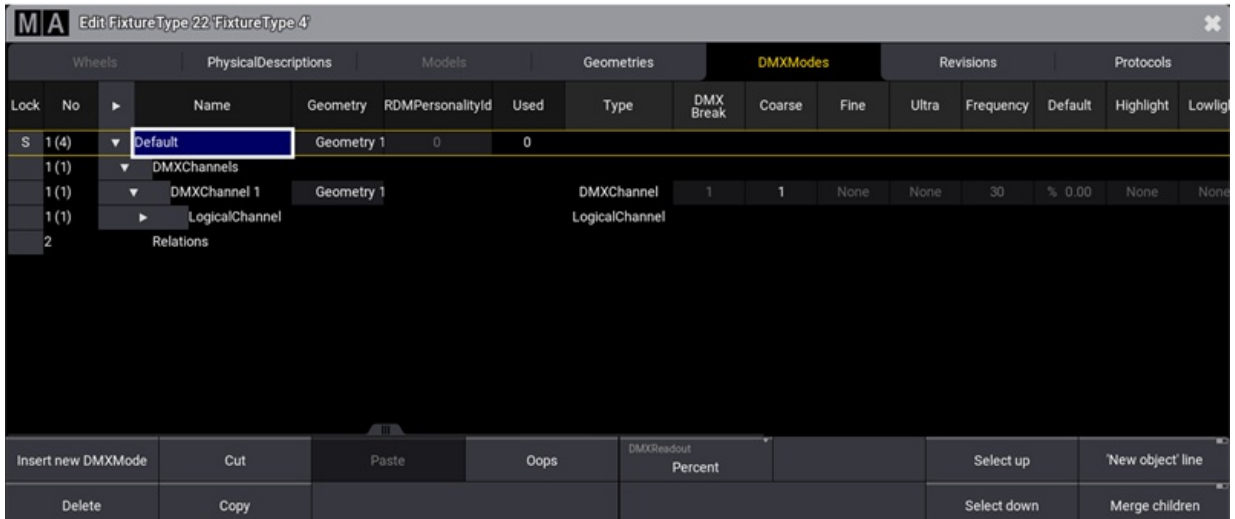 MA Edit FixtureType 22 'FixtureType 4'
Wheels PhysicalDescriptions Models Geometries DMXModes Revisions Protocols
Lock No Name Geometry RDMPersonalityId Used Type DMX Break Coarse Fine Ultra Frequency Default Highlight Lowligl
S 1 (4) Default Geometry 1 0 0
1 (1) DMXChannels
1 (1) DMXChannel 1 Geometry 1 DMXChannel 1 1 None None 30 % 0.00 None None
1 (1) LogicalChannel LogicalChannel
2 Relations
Insert new DMXMode Cut Paste Oops DMXReadout Percent Select up 'New object' line
Delete Copy Select down Merge children